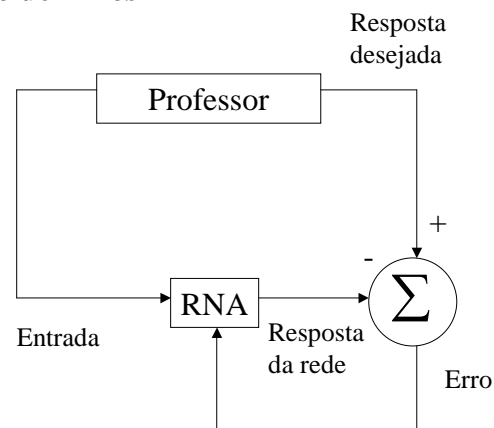 Resposta
desejada
Professor
+
-
Σ
RNA
Entrada
Resposta
da rede
Erro